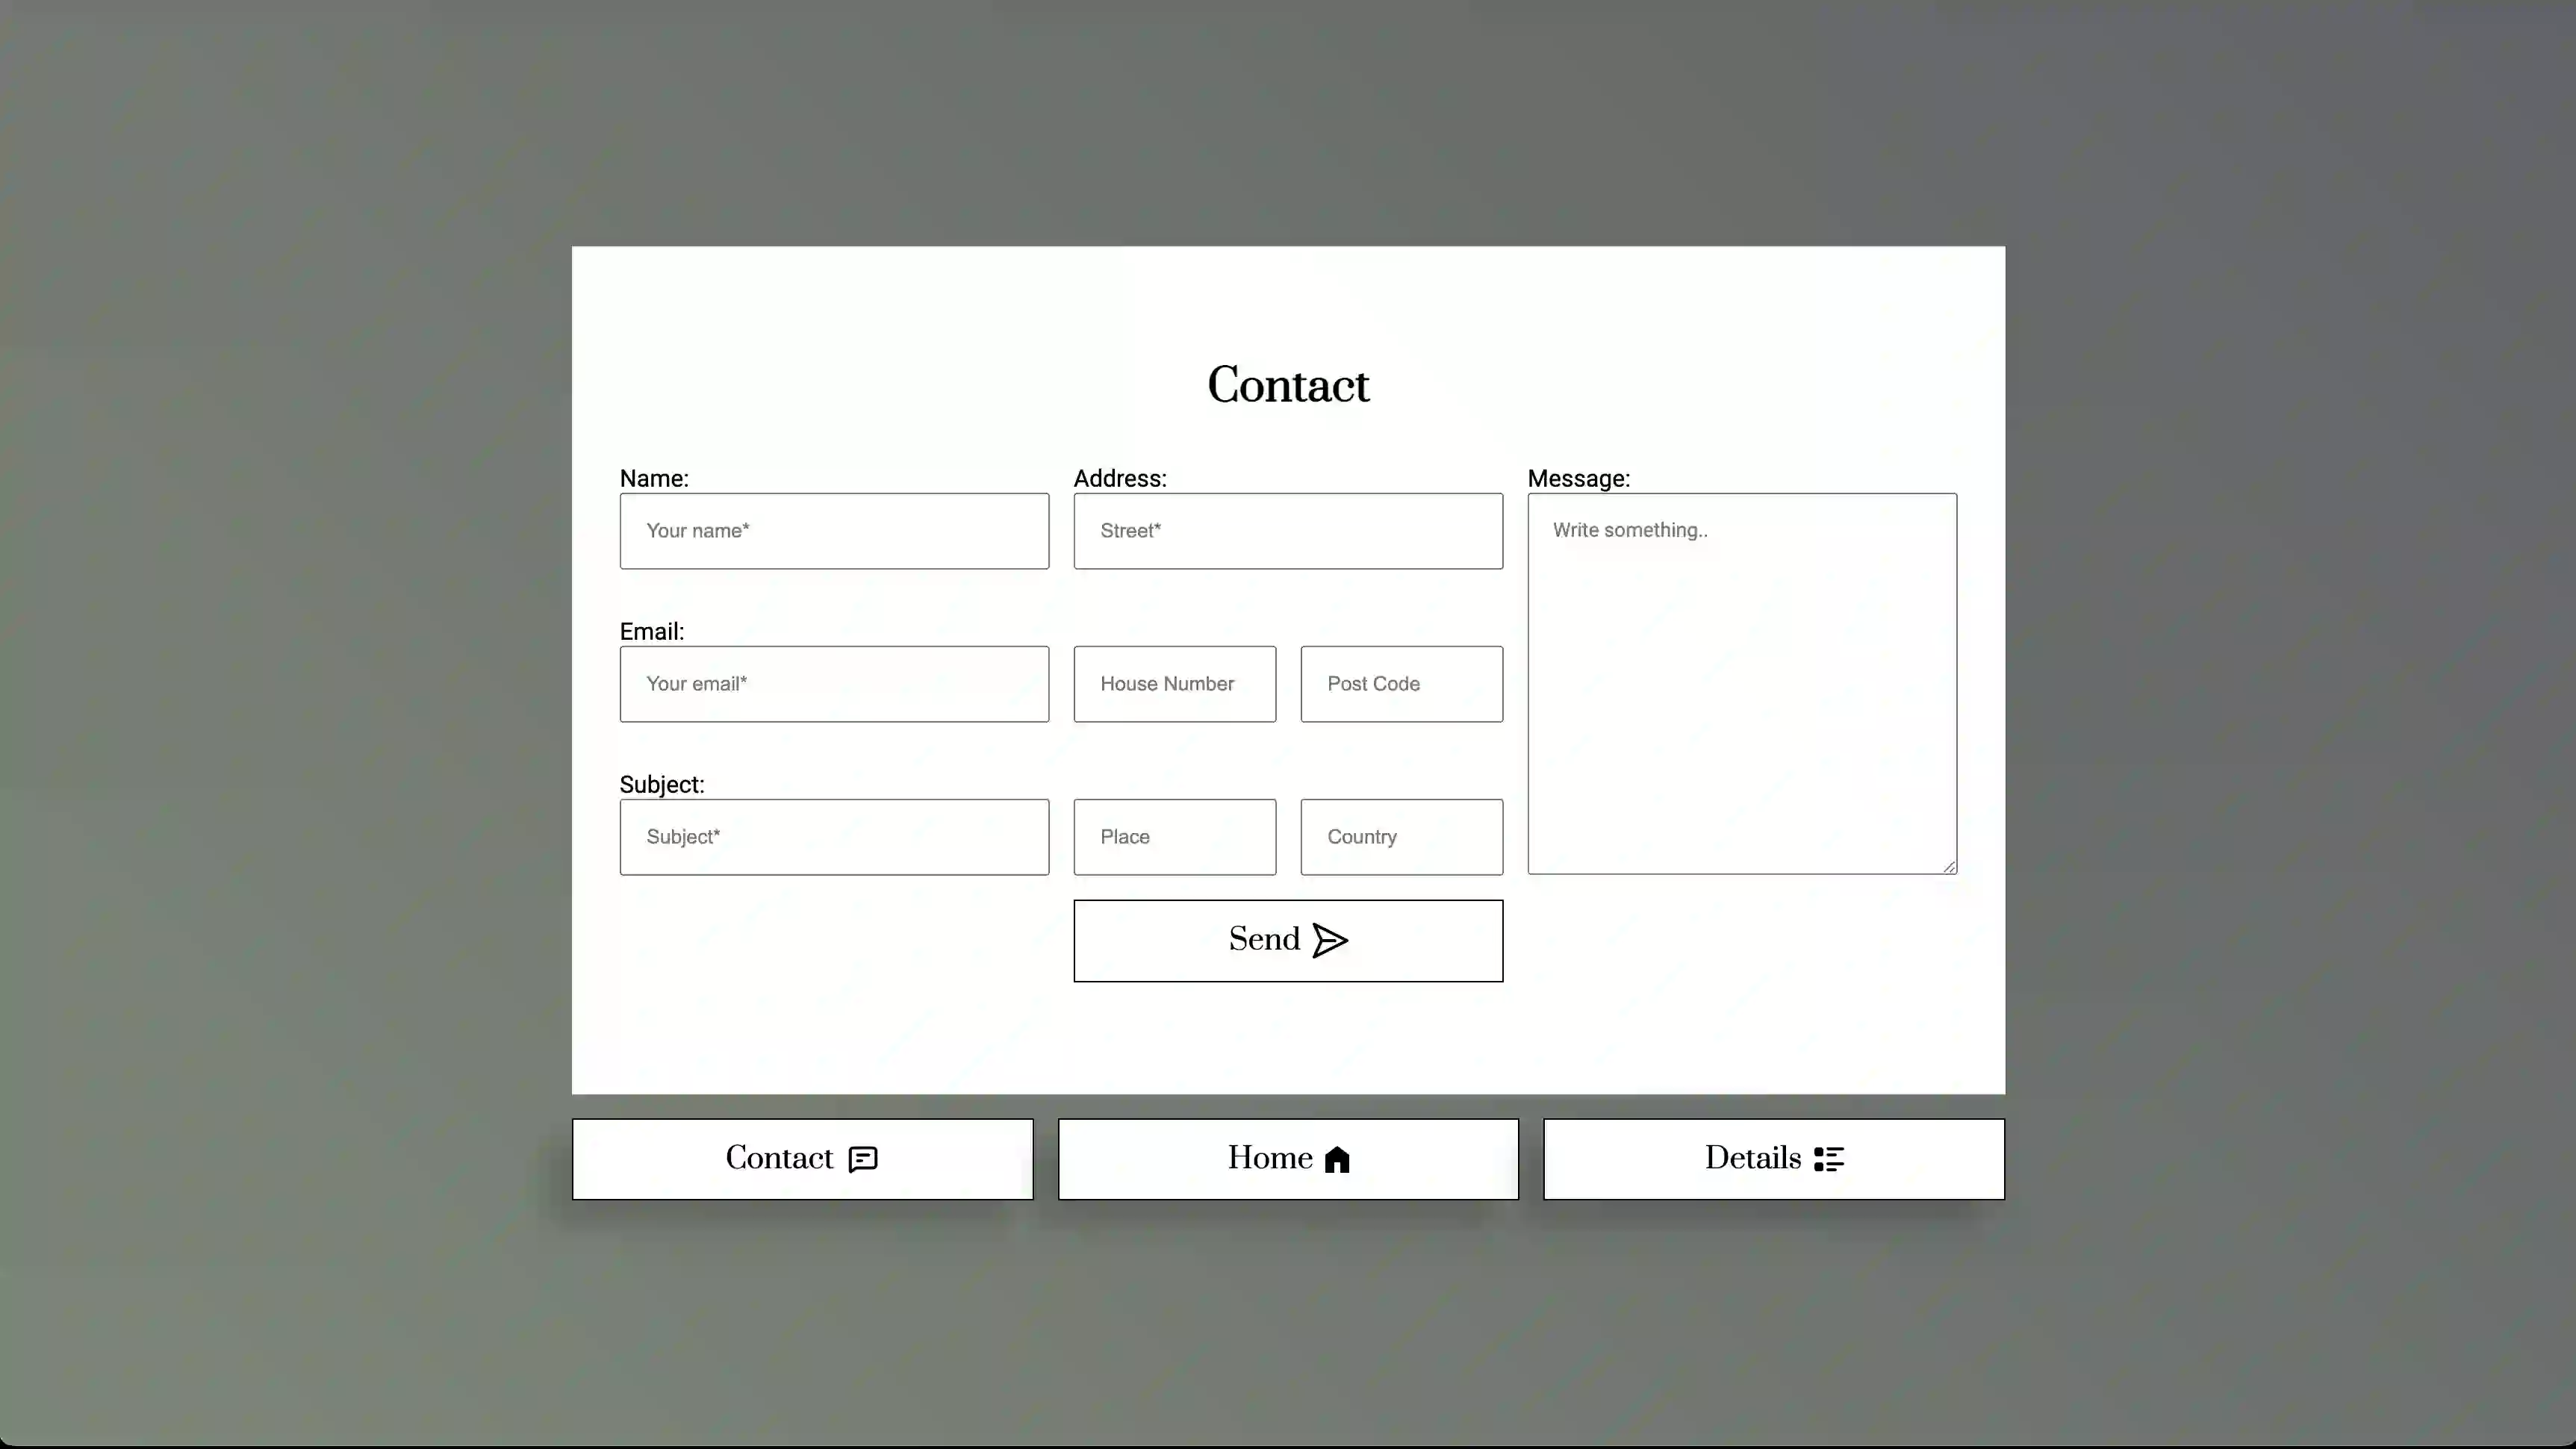 Contact
Name:
Your name*
Address:
Street*
Message:
Write something..
Email:
Your email*
House Number
Post Code
Subject:
Subject*
Place
Country
Send
Contact
Home
Details